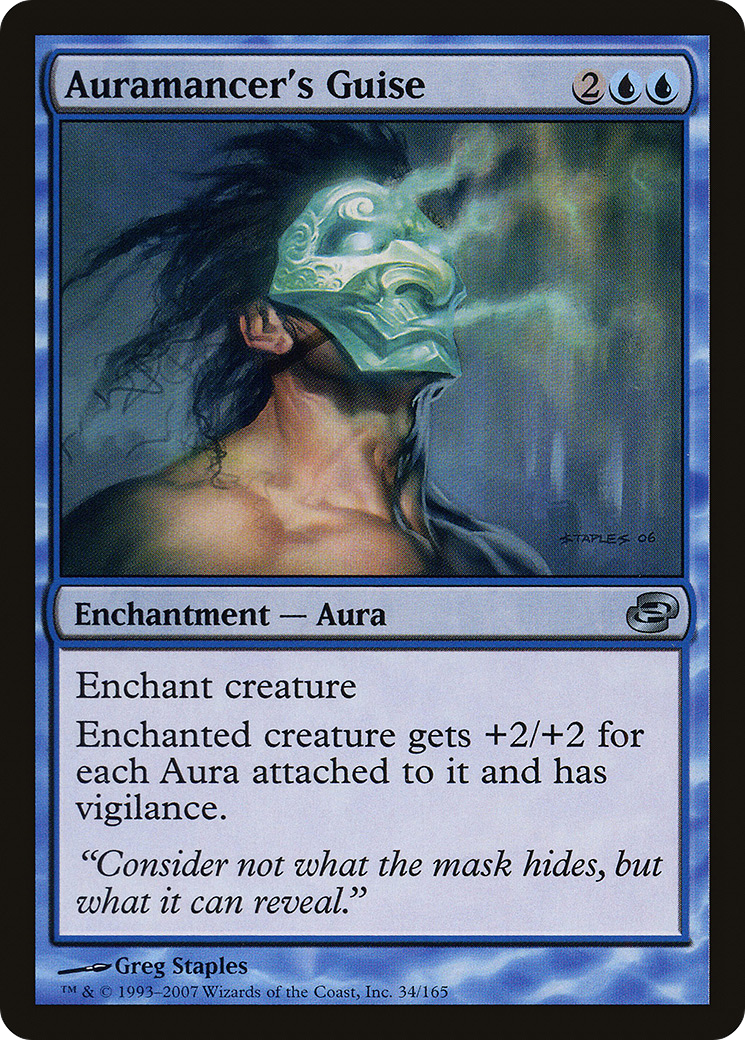 Auramancer's Guise 2
STAPLES 06
Enchantment — Aura
Enchant creature
Enchanted creature gets +2/+2 for
each Aura attached to it and has
vigilance.
“Consider not what the mask hides, but
what it can reveal.”
Greg Staples
™ & © 1993–2007 Wizards of the Coast, Inc. 34/165